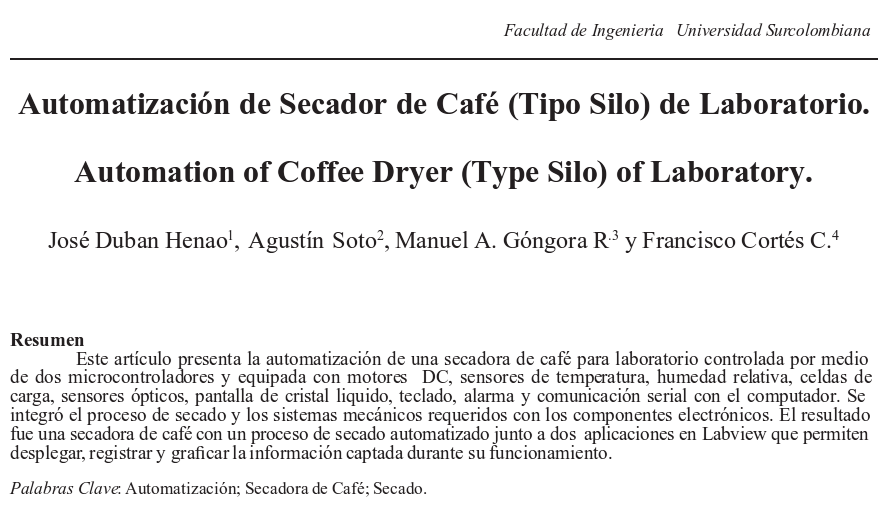 Facultad de Ingenieria Universidad Surcolombiana
Automatización de Secador de Café (Tipo Silo) de Laboratorio.
Automation of Coffee Dryer (Type Silo) of Laboratory.
José Duban Henao1, Agustín Soto2, Manuel A. Góngora R.3 y Francisco Cortés C.4
Resumen
Este artículo presenta la automatización de una secadora de café para laboratorio controlada por medio
de dos microcontroladores y equipada con motores DC, sensores de temperatura, humedad relativa, celdas de
carga, sensores ópticos, pantalla de cristal liquido, teclado, alarma y comunicación serial con el computador. Se
integró el proceso de secado y los sistemas mecánicos requeridos con los componentes electrónicos. El resultado
fue una secadora de café con un proceso de secado automatizado junto a dos aplicaciones en Labview que permiten
desplegar, registrar y graficar la información captada durante su funcionamiento.
Palabras Clave: Automatización; Secadora de Café; Secado.